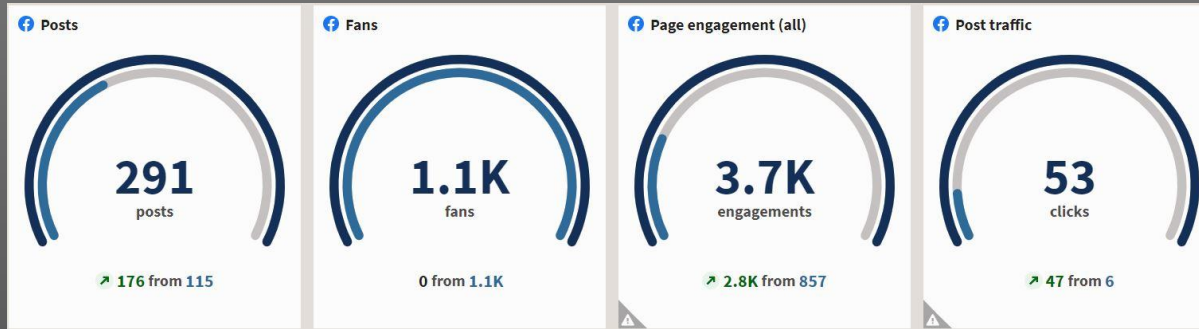 Posts
291
posts
176 from 115
Fans
1.1K
fans
0 from 1.1K
Page engagement (all)
3.7K
engagements
2.8K from 857
Post traffic
53
clicks
47 from 6